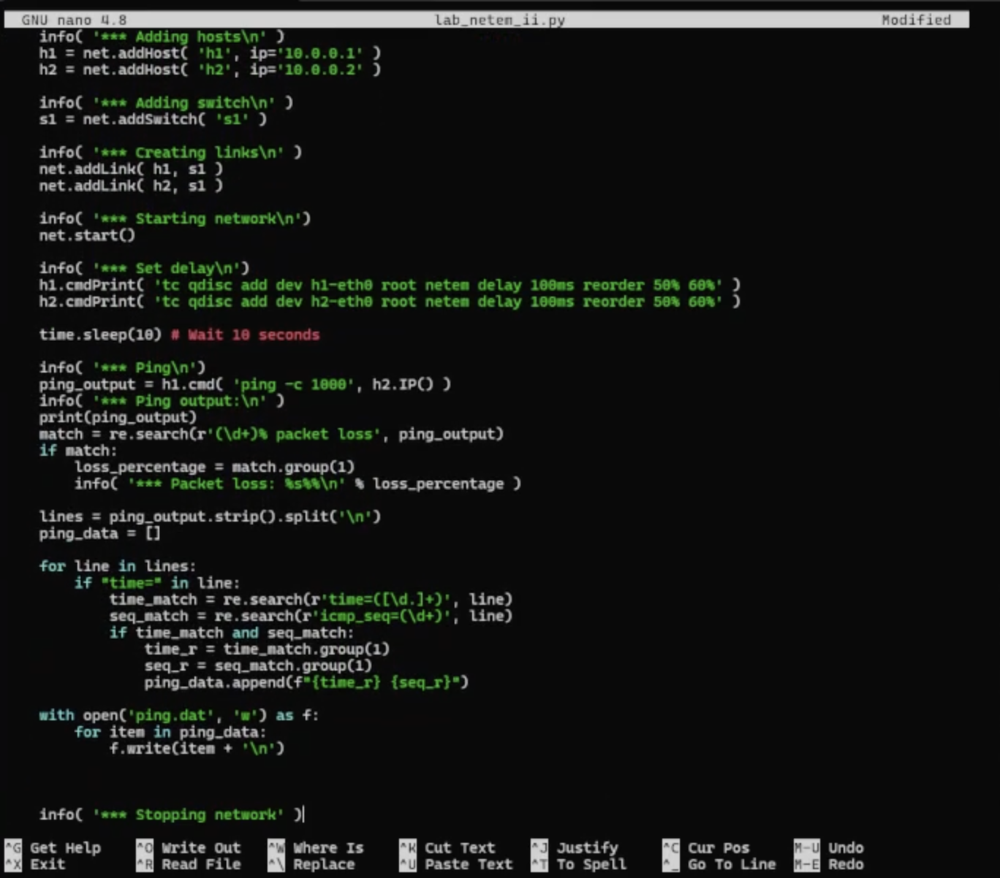 GNU nano 4.8 lab_netem_ii.py Modified
info( '*** Adding hosts\n' )
h1 = net.addHost( 'h1', ip='10.0.0.1' )
h2 = net.addHost( 'h2', ip='10.0.0.2' )
info( '*** Adding switch\n' )
s1 = net.addSwitch( 's1' )
info( '*** Creating links\n' )
net.addLink( h1, s1 )
net.addLink( h2, s1 )
info( '*** Starting network\n')
net.start()
info( '*** Set delay\n')
h1.cmdPrint( 'tc qdisc add dev h1-eth0 root netem delay 100ms reorder 50% 60%' )
h2.cmdPrint( 'tc qdisc add dev h2-eth0 root netem delay 100ms reorder 50% 60%' )
time.sleep(10) # Wait 10 seconds
info( '*** Ping\n')
ping_output = h1.cmd( 'ping -c 1000', h2.IP() )
info( '*** Ping output:\n' )
print(ping_output)
match = re.search(r'(\d+)% packet loss', ping_output)
if match:
    loss_percentage = match.group(1)
    info( '*** Packet loss: %s%%\n' % loss_percentage )
lines = ping_output.strip().split('\n')
ping_data = []
for line in lines:
    if "time=" in line:
        time_match = re.search(r'time=([\d.]+)', line)
        seq_match = re.search(r'icmp_seq=(\d+)', line)
        if time_match and seq_match:
            time_r = time_match.group(1)
            seq_r = seq_match.group(1)
            ping_data.append(f"{time_r} {seq_r}")
with open('ping.dat', 'w') as f:
    for item in ping_data:
        f.write(item + '\n')
info( '*** Stopping network' )
^G Get Help ^O Write Out ^W Where Is ^K Cut Text ^J Justify ^C Cur Pos M-U Undo
^X Exit ^R Read File ^\ Replace ^U Paste Text ^T To Spell ^_ Go To Line M-E Redo